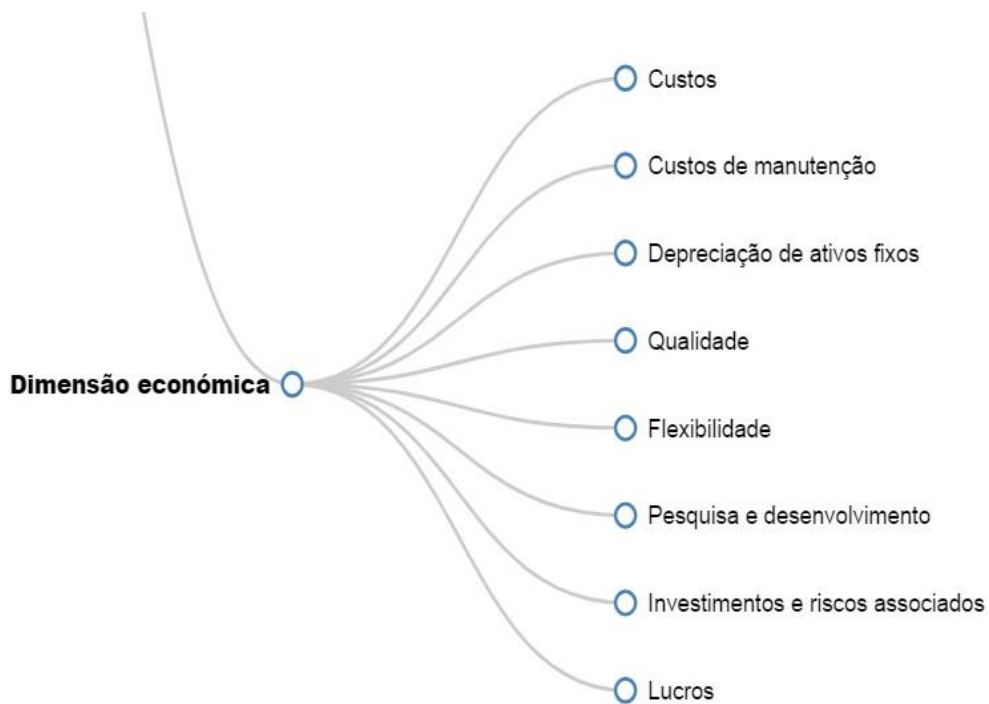 Custos
Custos de manutenção
Depreciação de ativos fixos
Qualidade
Dimensão económica
Flexibilidade
Pesquisa e desenvolvimento
Investimentos e riscos associados
Lucros